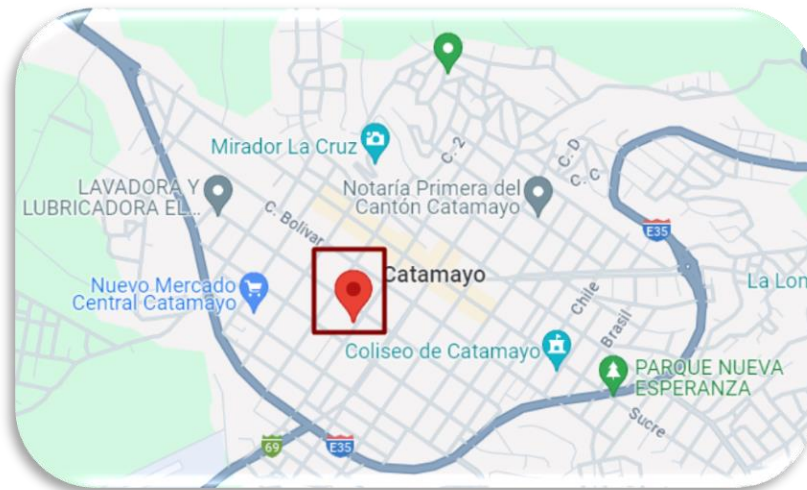 Mirador La Cruz
C. 2
C. D
C. C
LAVADORA Y
LUBRICADORA EL...
Notaría Primera del
Cantón Catamayo
C. Bolívar
E35
Catamayo
Nuevo Mercado
Central Catamayo
La Lon
Chile
Brasil
Coliseo de Catamayo
PARQUE NUEVA
ESPERANZA
Sucre
69
E35